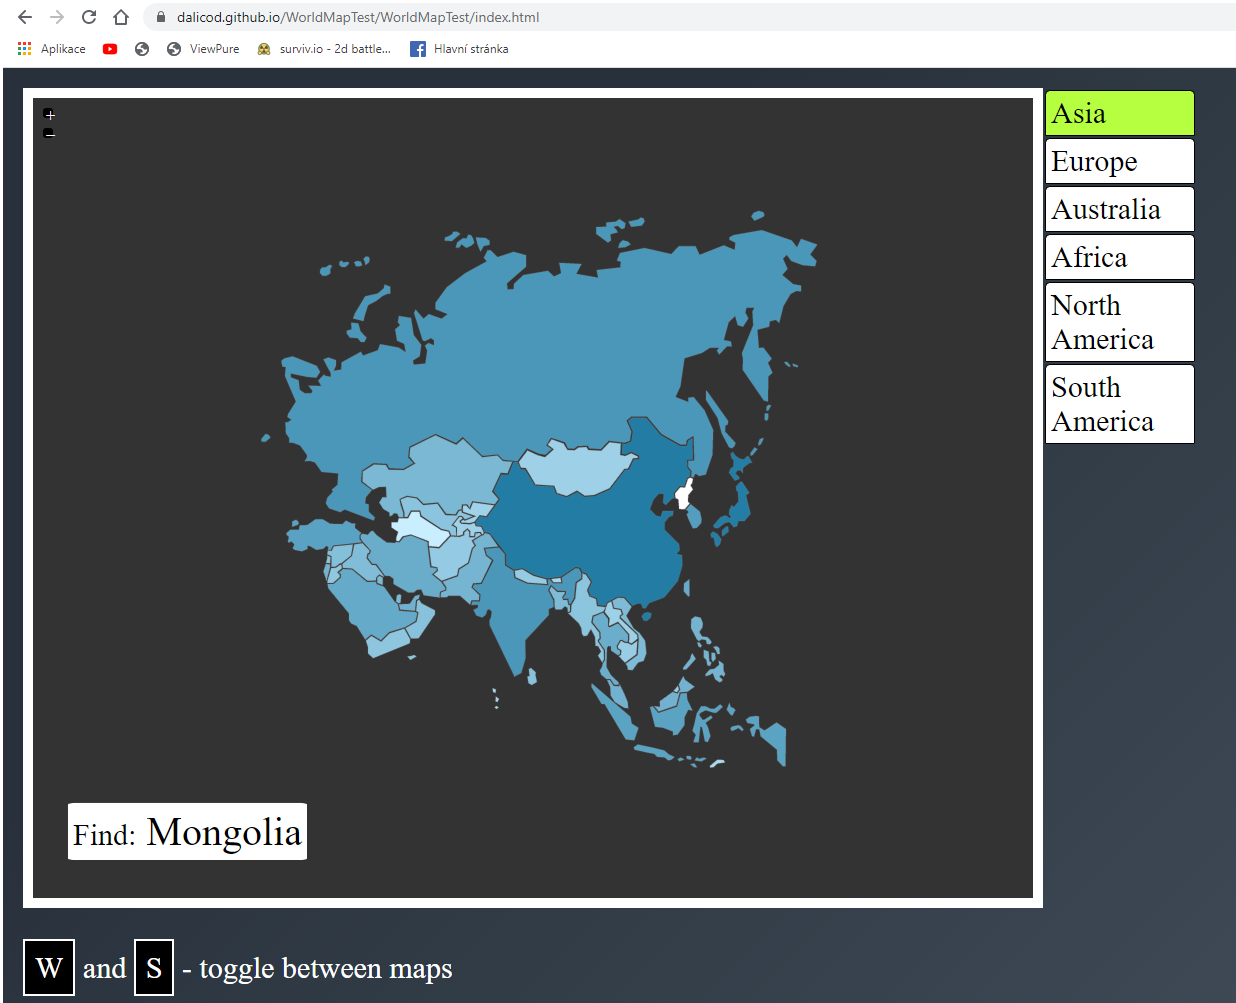 dalicod.github.io/WorldMapTest/WorldMapTest/index.html
Aplikace ViewPure surviv.io - 2d battle... Hlavní stránka
+
−
Asia
Europe
Australia
Africa
North
America
South
America
Find: Mongolia
W and S - toggle between maps